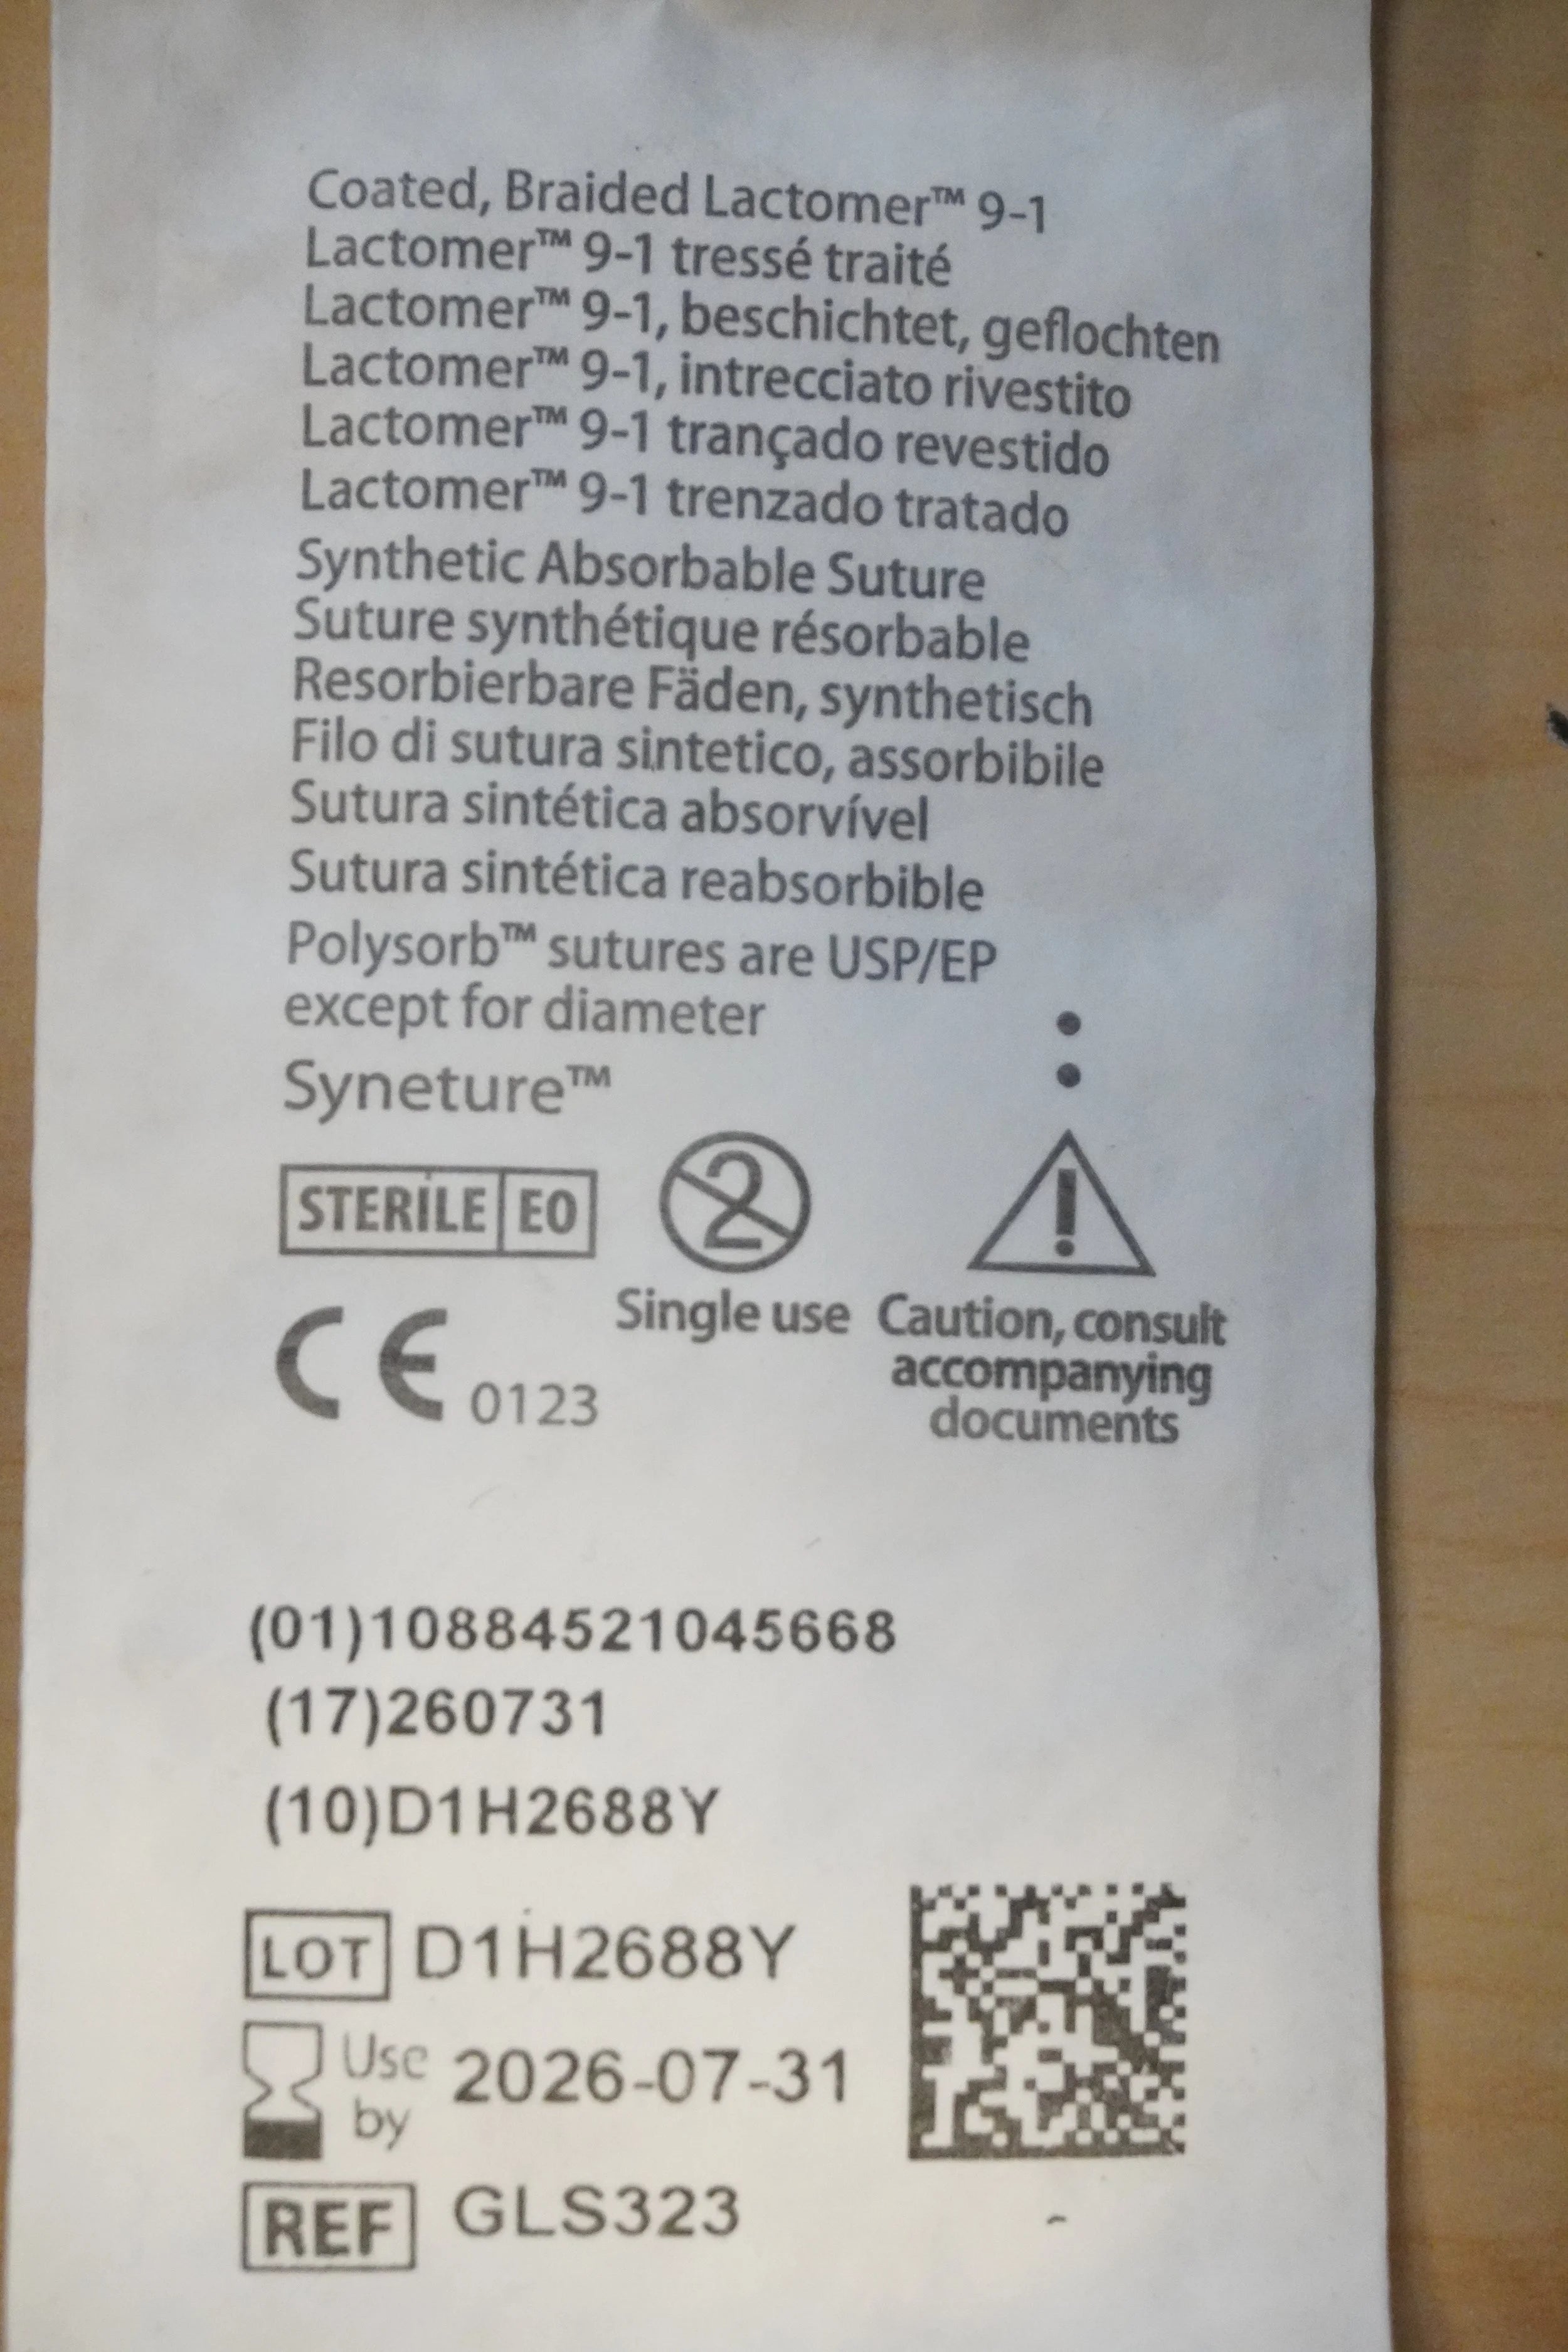 Coated, Braided Lactomer™ 9-1
Lactomer™ 9-1 tressé traité
Lactomer™ 9-1, beschichtet, geflochten
Lactomer™ 9-1, intrecciato rivestito
Lactomer™ 9-1 trançado revestido
Lactomer™ 9-1 trenzado tratado
Synthetic Absorbable Suture
Suture synthétique résorbable
Resorbierbare Fäden, synthetisch
Filo di sutura sintetico, assorbibile
Sutura sintética absorvível
Sutura sintética reabsorbible
Polysorb™ sutures are USP/EP
except for diameter
Syneture™
STERILE EO
2
!
Single use
Caution, consult
accompanying
documents
CE 0123
(01)10884521045668
(17)260731
(10)D1H2688Y
LOT D1H2688Y
Use
by
2026-07-31
REF GLS323